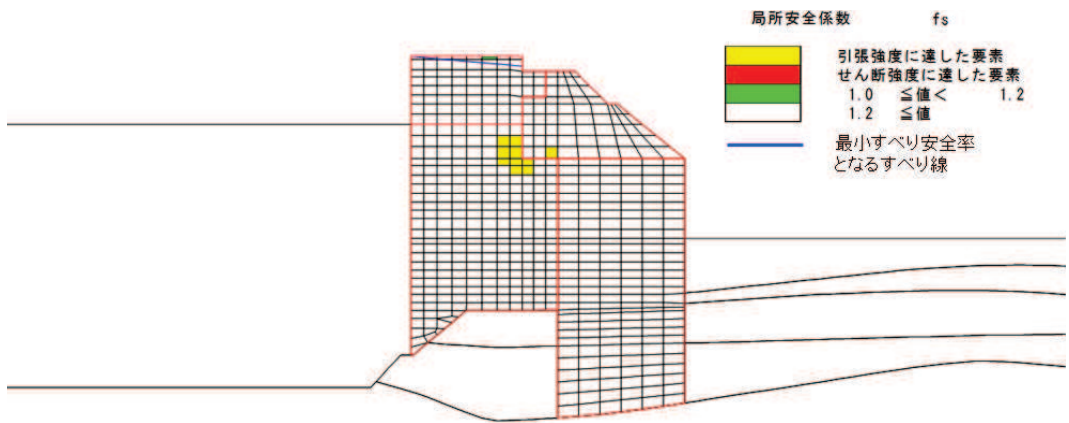 局所安全係数 fs
引張強度に達した要素
せん断強度に達した要素
1.0 ≦値< 1.2
1.2 ≦値
最小すべり安全率
となるすべり線